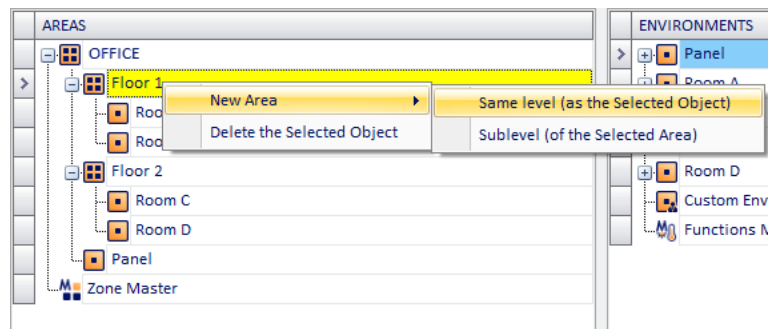 AREAS
OFFICE
Floor 1
New Area
Delete the Selected Object
Same level (as the Selected Object)
Sublevel (of the Selected Area)
Floor 2
Room C
Room D
Panel
Zone Master
ENVIRONMENTS
Panel
Room A
Room D
Custom Env
Functions M